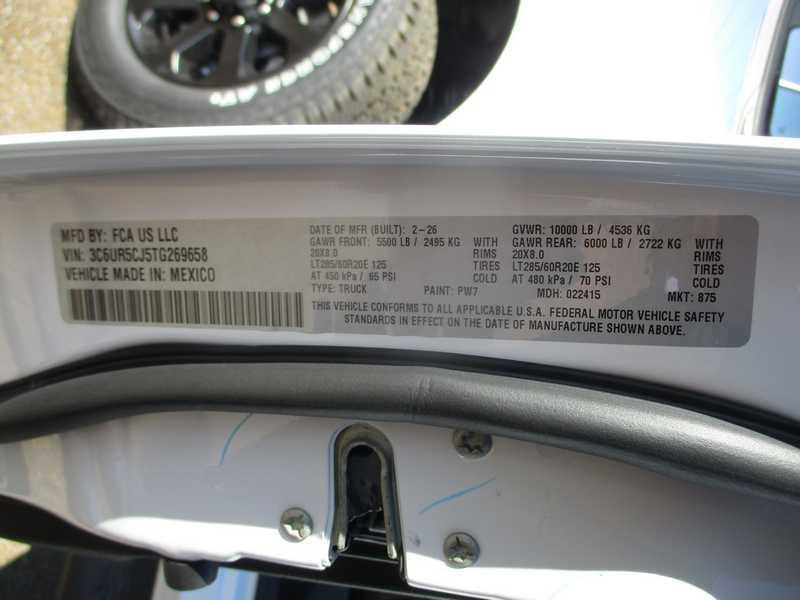 MFD BY: FCA US LLC
VIN: 3C6UR5CJ5TG269658
VEHICLE MADE IN: MEXICO
DATE OF MFR (BUILT): 2-26
GAWR FRONT: 5500 LB / 2495 KG WITH
20X8.0 RIMS
LT285/60R20E 125 TIRES
AT 450 kPa / 65 PSI COLD
TYPE: TRUCK PAINT: PW7
GVWR: 10000 LB / 4536 KG
GAWR REAR: 6000 LB / 2722 KG WITH
20X8.0 RIMS
LT285/60R20E 125 TIRES
AT 480 kPa / 70 PSI COLD
MDH: 022415 MKT: 875
THIS VEHICLE CONFORMS TO ALL APPLICABLE U.S.A. FEDERAL MOTOR VEHICLE SAFETY
STANDARDS IN EFFECT ON THE DATE OF MANUFACTURE SHOWN ABOVE.